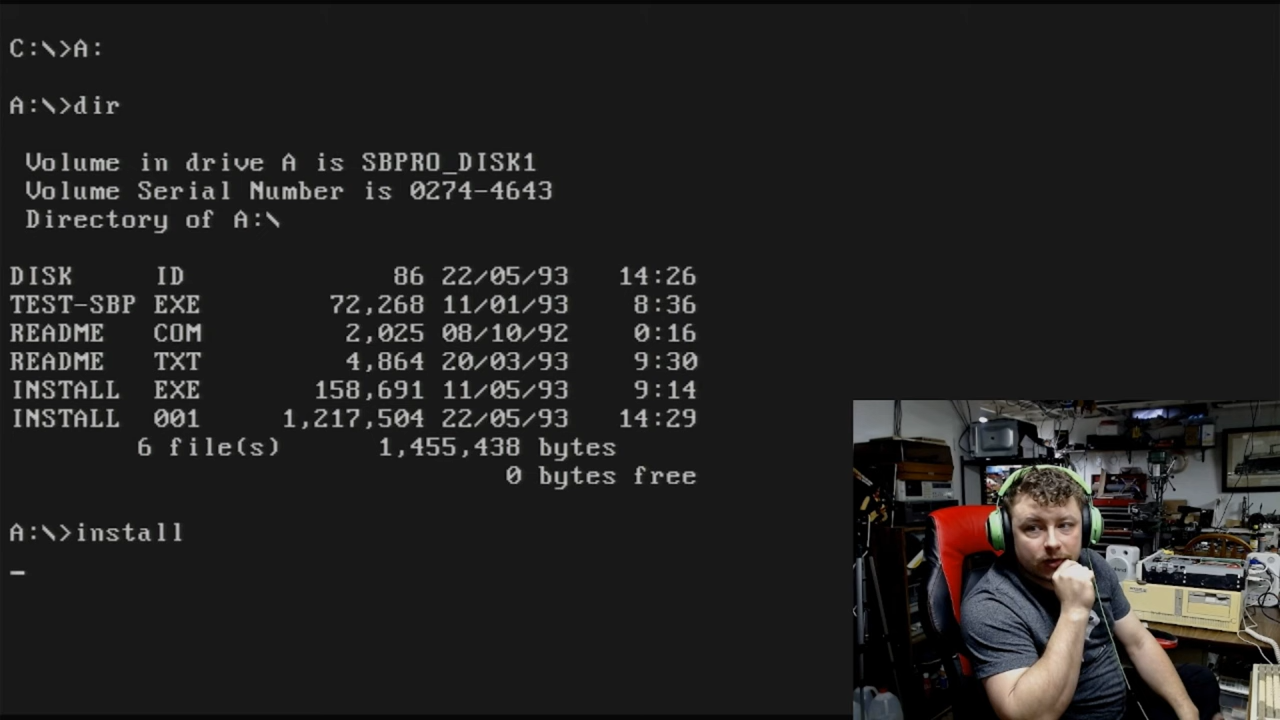 C:\>A:
A:\>dir
Volume in drive A is SBPRO_DISK1
Volume Serial Number is 0274-4643
Directory of A:\
DISK ID 86 22/05/93 14:26
TEST-SBP EXE 72,268 11/01/93 8:36
README COM 2,025 08/10/92 0:16
README TXT 4,864 20/03/93 9:30
INSTALL EXE 158,691 11/05/93 9:14
INSTALL 001 1,217,504 22/05/93 14:29
6 file(s) 1,455,438 bytes
0 bytes free
A:\>install
_